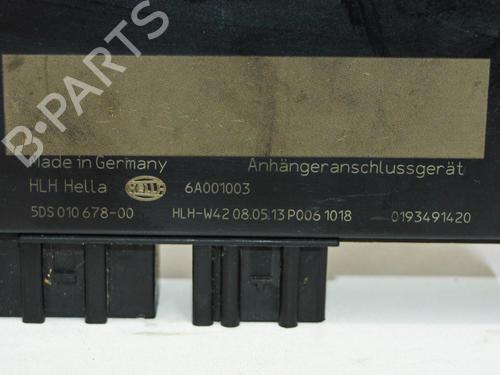 B-PARTS
Made in Germany Anhängeranschlussgerät
HLH Hella HELLA 6A001003
5DS 010 678-00 HLH-W42 08.05.13 P006 1018 0193491420